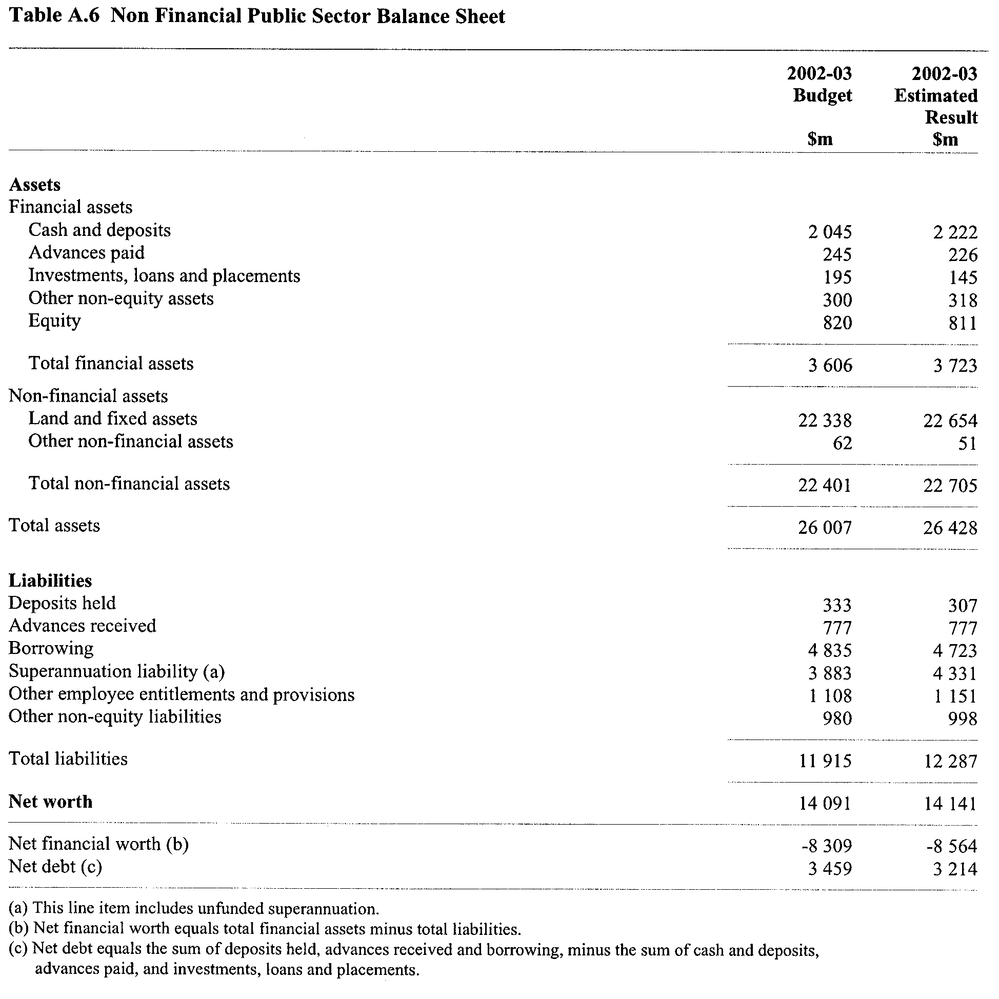 Table A.6 Non Financial Public Sector Balance Sheet
2002-03 2002-03
Budget Estimated
Result
$m $m
Assets
Financial assets
Cash and deposits 2 045 2 222
Advances paid 245 226
Investments, loans and placements 195 145
Other non-equity assets 300 318
Equity 820 811
Total financial assets 3 606 3 723
Non-financial assets
Land and fixed assets 22 338 22 654
Other non-financial assets 62 51
Total non-financial assets 22 401 22 705
Total assets 26 007 26 428
Liabilities
Deposits held 333 307
Advances received 777 777
Borrowing 4 835 4 723
Superannuation liability (a) 3 883 4 331
Other employee entitlements and provisions 1 108 1 151
Other non-equity liabilities 980 998
Total liabilities 11 915 12 287
Net worth 14 091 14 141
Net financial worth (b) -8 309 -8 564
Net debt (c) 3 459 3 214
(a) This line item includes unfunded superannuation.
(b) Net financial worth equals total financial assets minus total liabilities.
(c) Net debt equals the sum of deposits held, advances received and borrowing, minus the sum of cash and deposits,
advances paid, and investments, loans and placements.